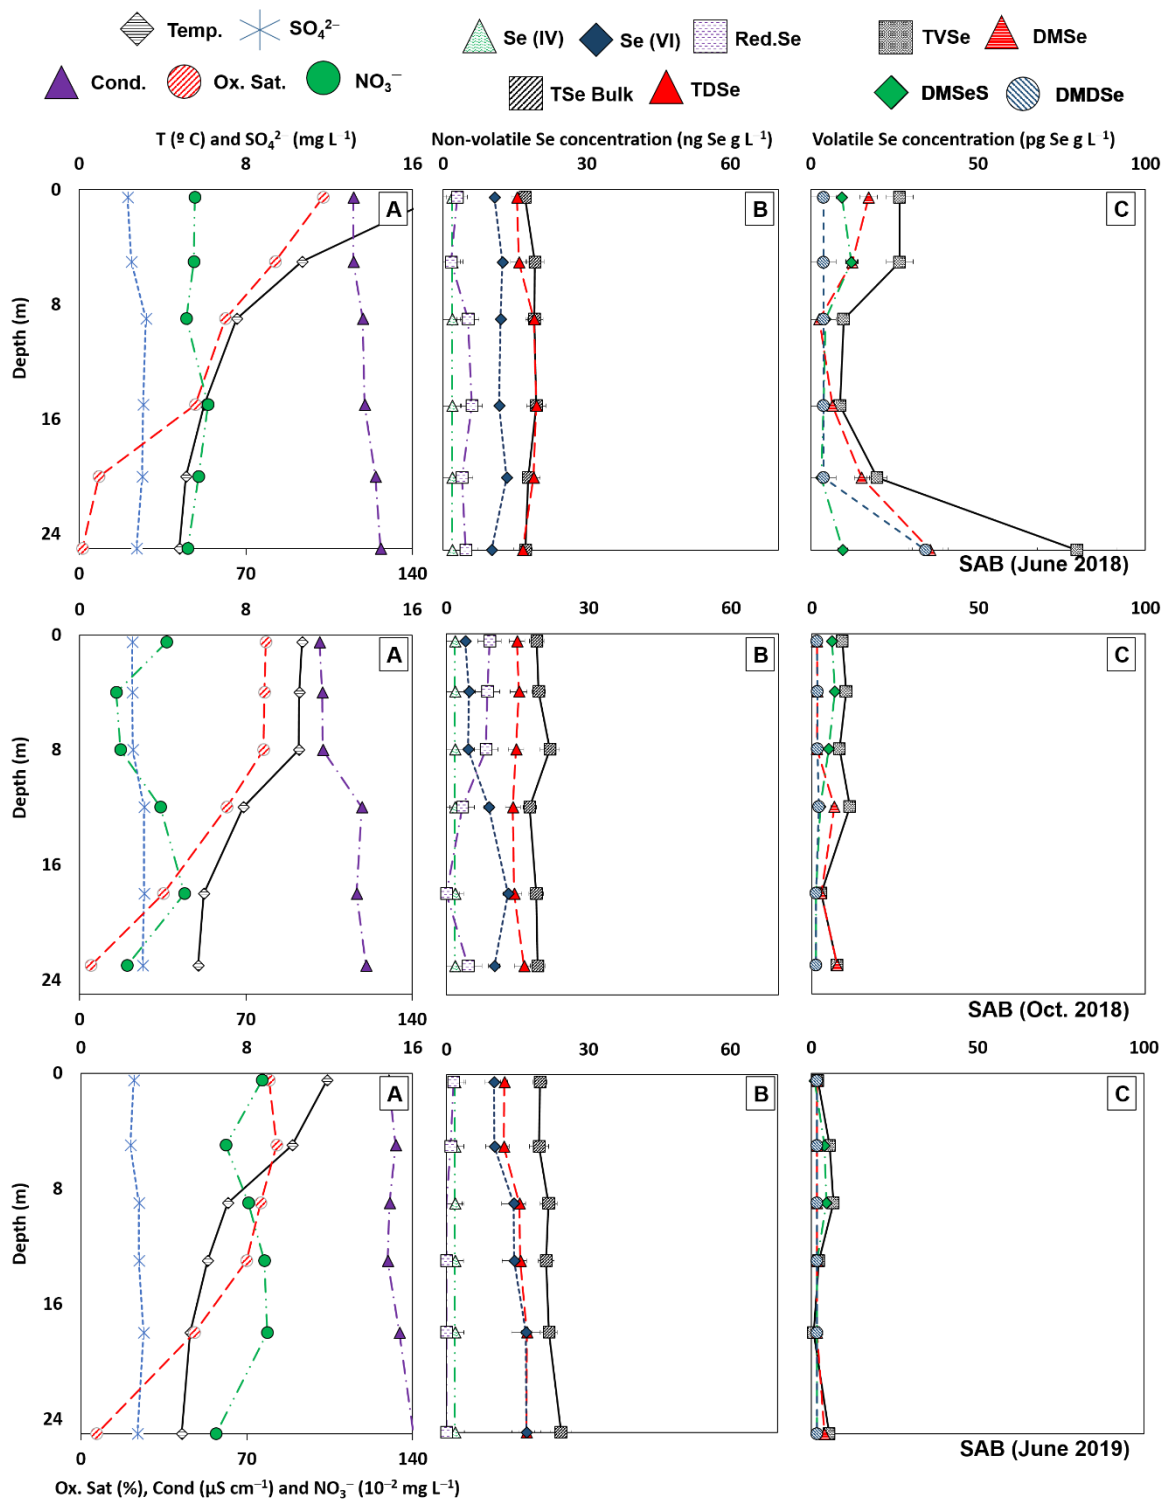 Temp. SO₄²⁻ Se (IV) Se (VI) Red.Se TVSe DMSe
Cond. Ox. Sat. NO₃⁻ TSe Bulk TDSe DMSeS DMDSe
T (º C) and SO₄²⁻ (mg L⁻¹) Non-volatile Se concentration (ng Se g L⁻¹) Volatile Se concentration (pg Se g L⁻¹)
0 8 16 0 30 60 0 50 100
0
A B C
8
Depth (m)
16
24
SAB (June 2018)
0 70 140
0 8 16 0 30 60 0 50 100
0
A B C
8
Depth (m)
16
24
SAB (Oct. 2018)
0 70 140
0 8 16 0 30 60 0 50 100
0
A B C
8
Depth (m)
16
24
SAB (June 2019)
0 70 140
Ox. Sat (%), Cond (µS cm⁻¹) and NO₃⁻ (10⁻² mg L⁻¹)